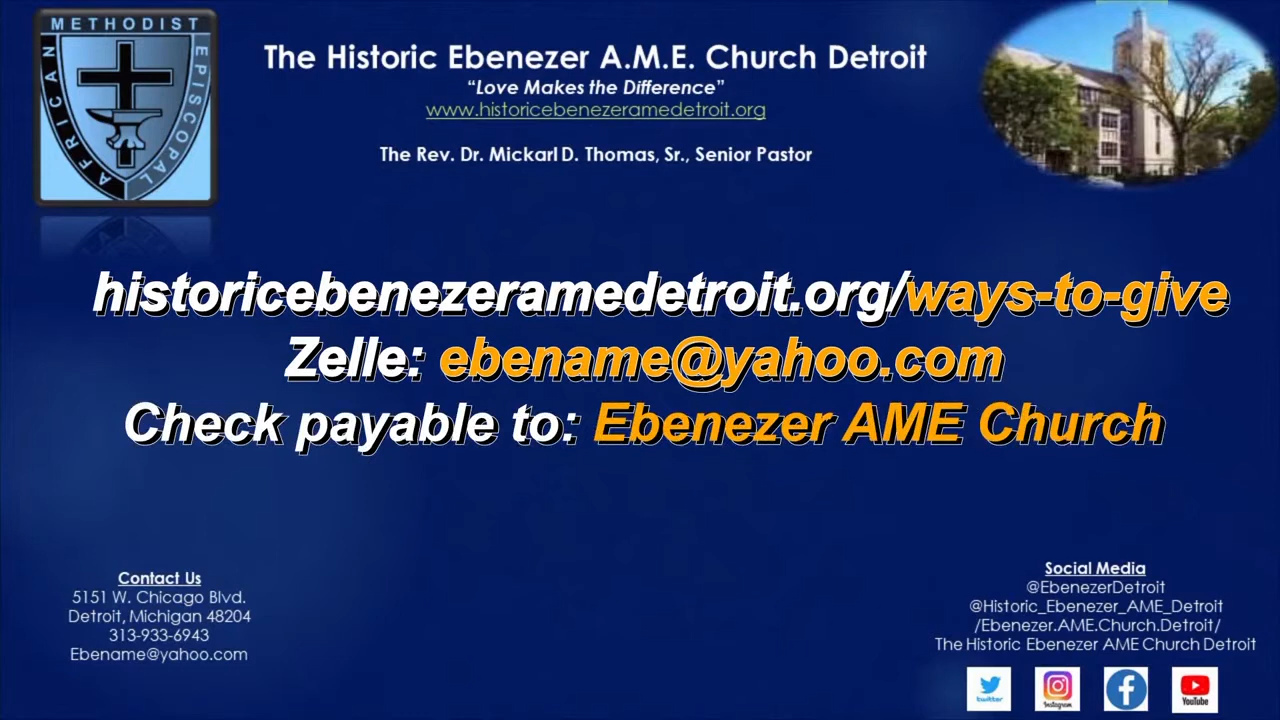 METHODIST
AFRICAN
EPISCOPAL
The Historic Ebenezer A.M.E. Church Detroit
“Love Makes the Difference”
www.historicebenezeramedetroit.org
The Rev. Dr. Mickarl D. Thomas, Sr., Senior Pastor
historicebenezeramedetroit.org/ways-to-give
Zelle: ebename@yahoo.com
Check payable to: Ebenezer AME Church
Contact Us
5151 W. Chicago Blvd.
Detroit, Michigan 48204
313-933-6943
Ebename@yahoo.com
Social Media
@EbenezerDetroit
@Historic_Ebenezer_AME_Detroit
/Ebenezer.AME.Church.Detroit/
The Historic Ebenezer AME Church Detroit
twitter
Instagram
YouTube